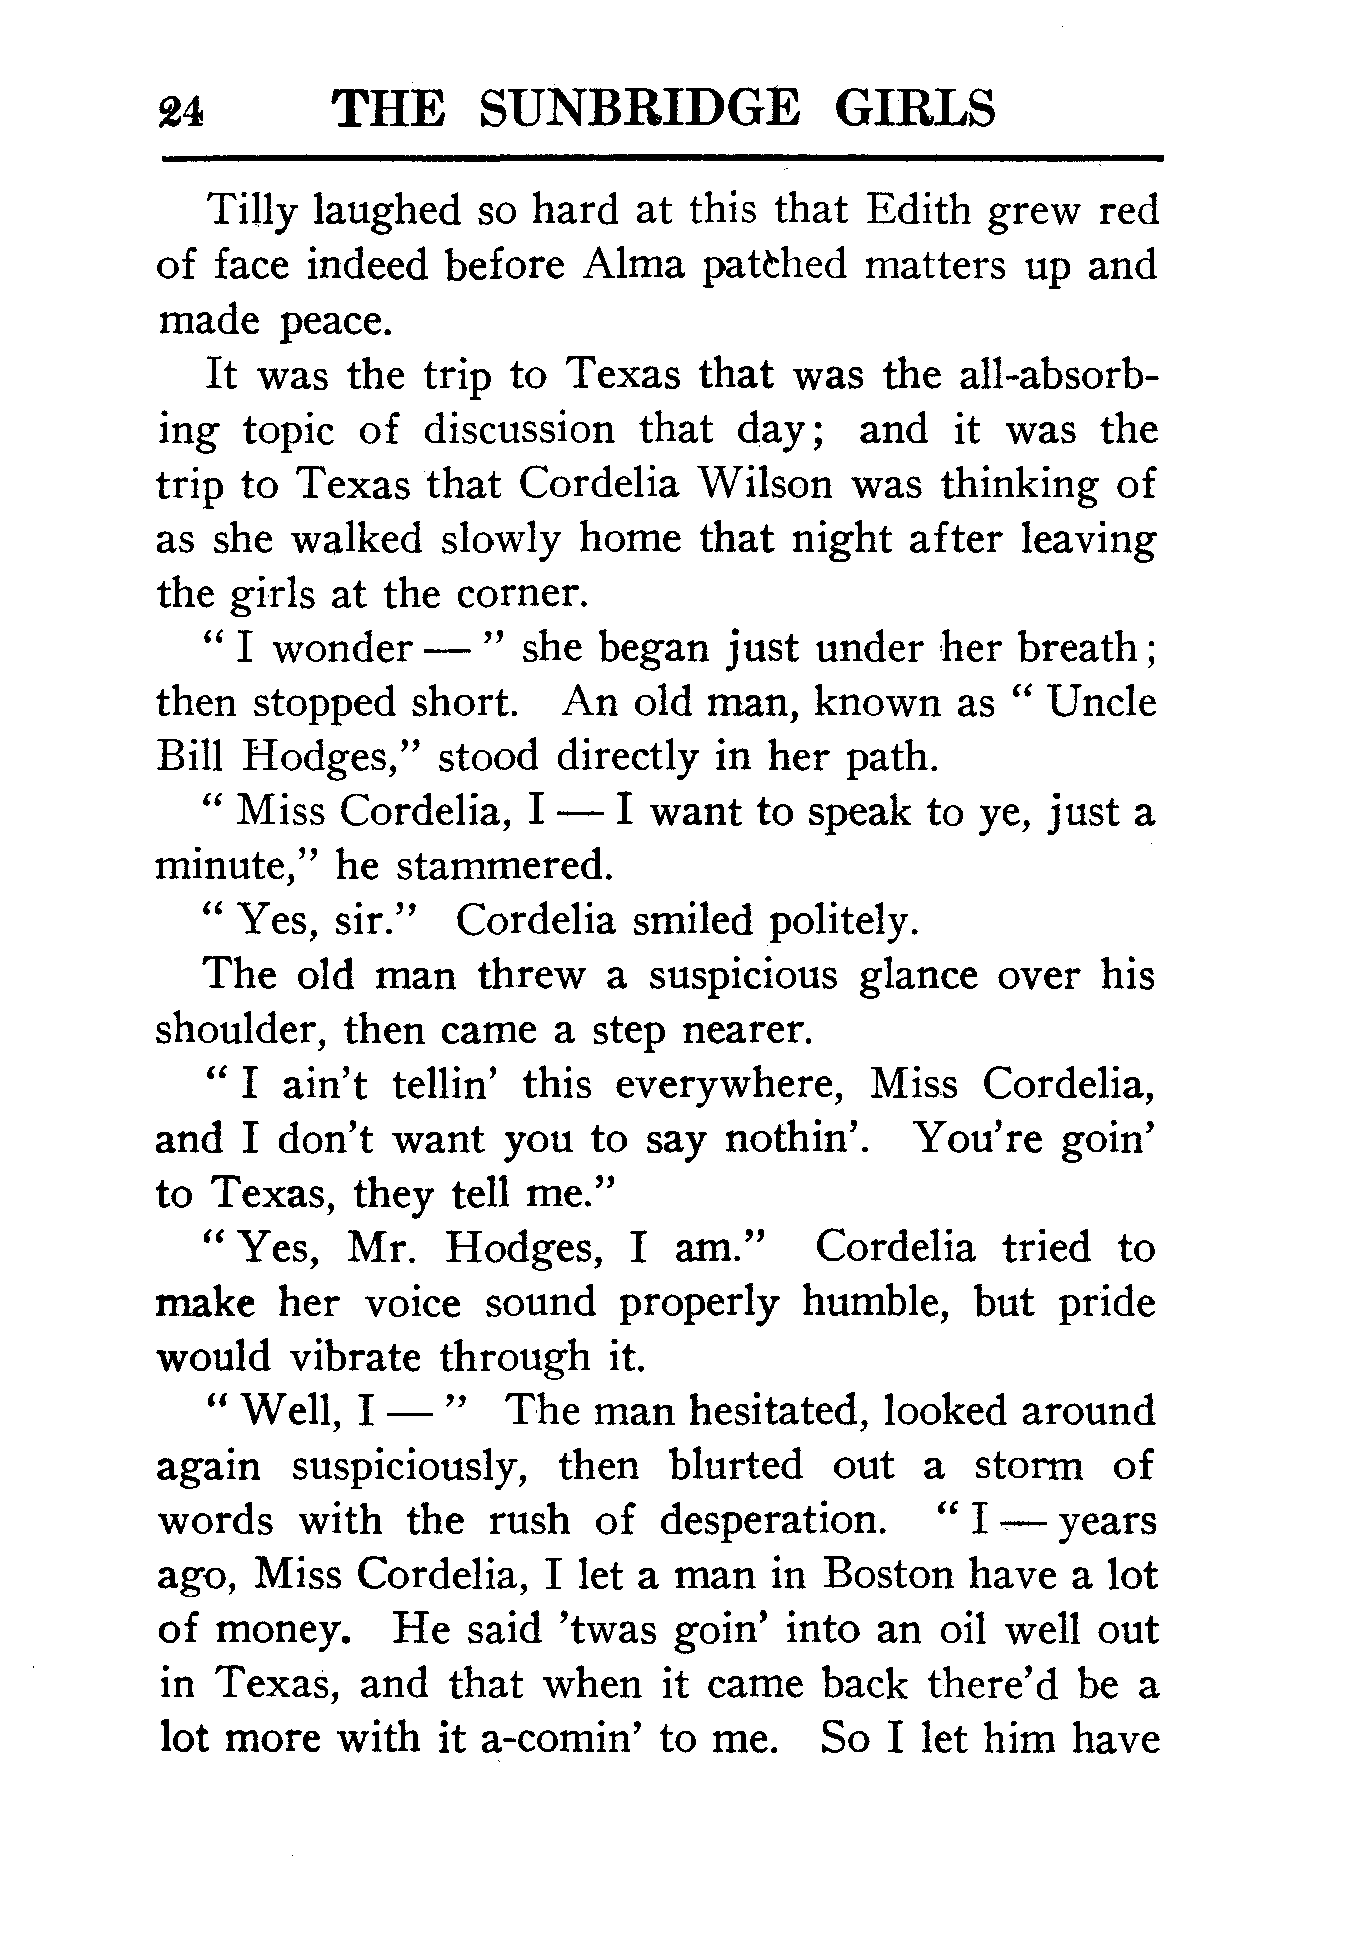 24 THE SUNBRIDGE GIRLS
Tilly laughed so hard at this that Edith grew red
of face indeed before Alma patched matters up and
made peace.
It was the trip to Texas that was the all-absorb-
ing topic of discussion that day; and it was the
trip to Texas that Cordelia Wilson was thinking of
as she walked slowly home that night after leaving
the girls at the corner.
“ I wonder — ” she began just under her breath;
then stopped short. An old man, known as “ Uncle
Bill Hodges,” stood directly in her path.
“ Miss Cordelia, I — I want to speak to ye, just a
minute,” he stammered.
“ Yes, sir.” Cordelia smiled politely.
The old man threw a suspicious glance over his
shoulder, then came a step nearer.
“ I ain’t tellin’ this everywhere, Miss Cordelia,
and I don’t want you to say nothin’. You’re goin’
to Texas, they tell me.”
“ Yes, Mr. Hodges, I am.” Cordelia tried to
make her voice sound properly humble, but pride
would vibrate through it.
“ Well, I — ” The man hesitated, looked around
again suspiciously, then blurted out a storm of
words with the rush of desperation. “ I — years
ago, Miss Cordelia, I let a man in Boston have a lot
of money. He said ’twas goin’ into an oil well out
in Texas, and that when it came back there’d be a
lot more with it a-comin’ to me. So I let him have